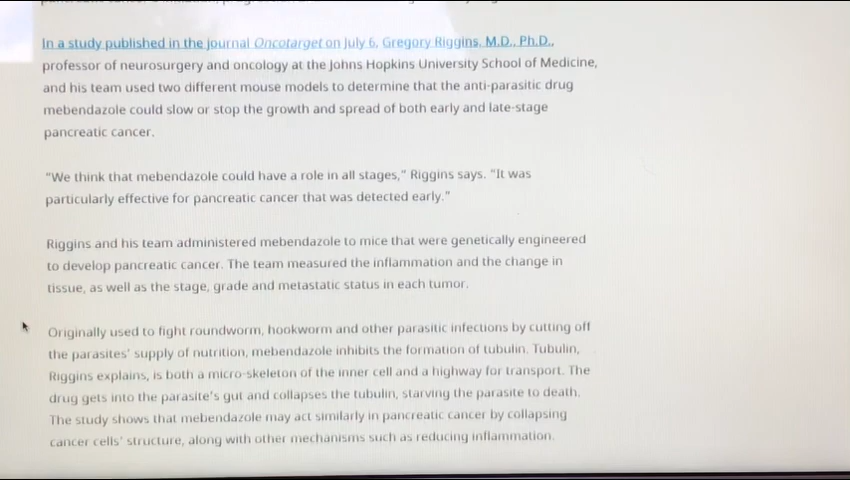 In a study published in the journal Oncotarget on July 6, Gregory Riggins, M.D., Ph.D.,
professor of neurosurgery and oncology at the Johns Hopkins University School of Medicine,
and his team used two different mouse models to determine that the anti-parasitic drug
mebendazole could slow or stop the growth and spread of both early and late-stage
pancreatic cancer.
“We think that mebendazole could have a role in all stages,” Riggins says. “It was
particularly effective for pancreatic cancer that was detected early.”
Riggins and his team administered mebendazole to mice that were genetically engineered
to develop pancreatic cancer. The team measured the inflammation and the change in
tissue, as well as the stage, grade and metastatic status in each tumor.
Originally used to fight roundworm, hookworm and other parasitic infections by cutting off
the parasites’ supply of nutrition, mebendazole inhibits the formation of tubulin. Tubulin,
Riggins explains, is both a micro-skeleton of the inner cell and a highway for transport. The
drug gets into the parasite’s gut and collapses the tubulin, starving the parasite to death.
The study shows that mebendazole may act similarly in pancreatic cancer by collapsing
cancer cells’ structure, along with other mechanisms such as reducing inflammation.